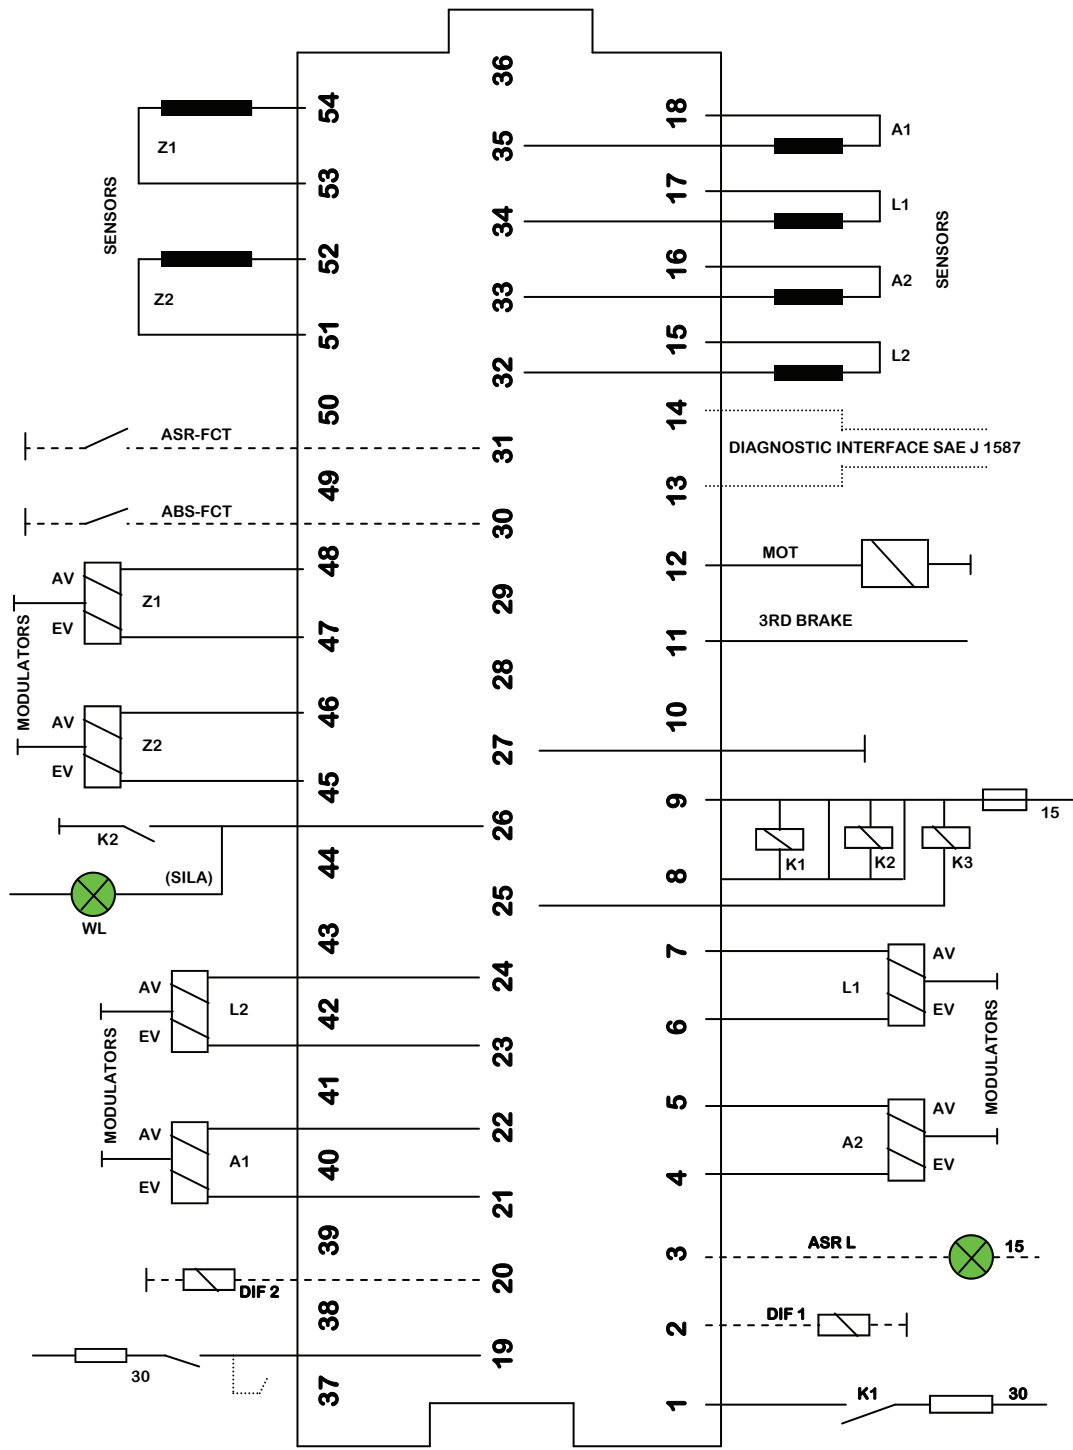 36
54
18
Z1
35
A1
53
17
SENSORS
34
L1
52
16
SENSORS
Z2
33
A2
51
15
32
L2
50
14
ASR-FCT
31
DIAGNOSTIC INTERFACE SAE J 1587
49
13
ABS-FCT
30
48
12
MOT
AV
Z1
EV
29
47
11
3RD BRAKE
MODULATORS
28
46
10
AV
Z2
EV
27
45
9
15
K2
26
K1
K2
K3
44
8
(SILA)
25
WL
43
7
AV
L1
EV
24
AV
L2
EV
42
6
MODULATORS
23
MODULATORS
41
5
AV
A2
EV
22
AV
A1
EV
40
4
21
39
3
ASR L
15
20
DIF 2
38
2
DIF 1
19
30
37
1
K1
30